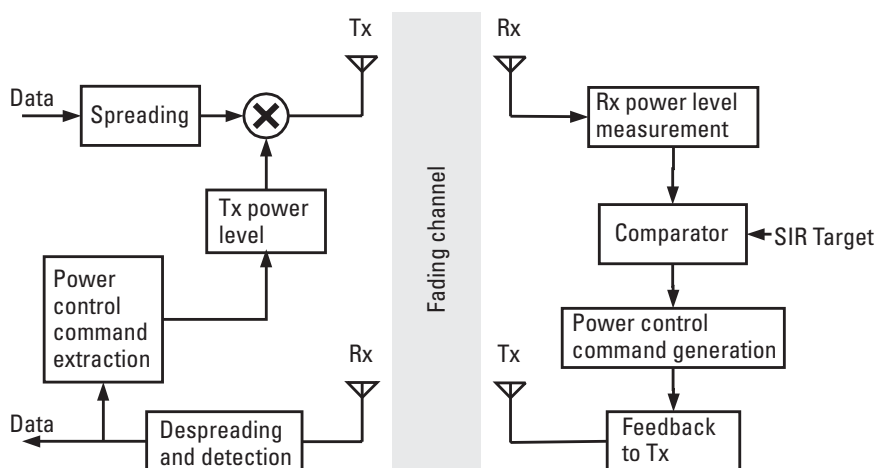 Tx
Rx
Data
Spreading
Rx power level
measurement
Tx power
level
Fading channel
Comparator
SIR Target
Power
control
command
extraction
Power control
command generation
Rx
Tx
Data
Despreading
and detection
Feedback
to Tx